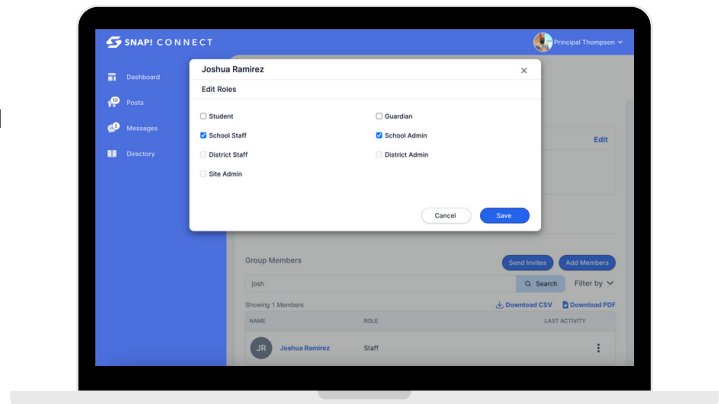 SNAP! CONNECT
Principal Thompson
Dashboard
10
Posts
2
Messages
Directory
Joshua Ramirez
Edit Roles
Student
Guardian
School Staff
School Admin
District Staff
District Admin
Site Admin
Cancel
Save
Edit
Group Members
Send Invites
Add Members
josh
Search
Filter by
Showing 1 Members
Download CSV
Download PDF
NAME
ROLE
LAST ACTIVITY
JR
Joshua Ramirez
Staff